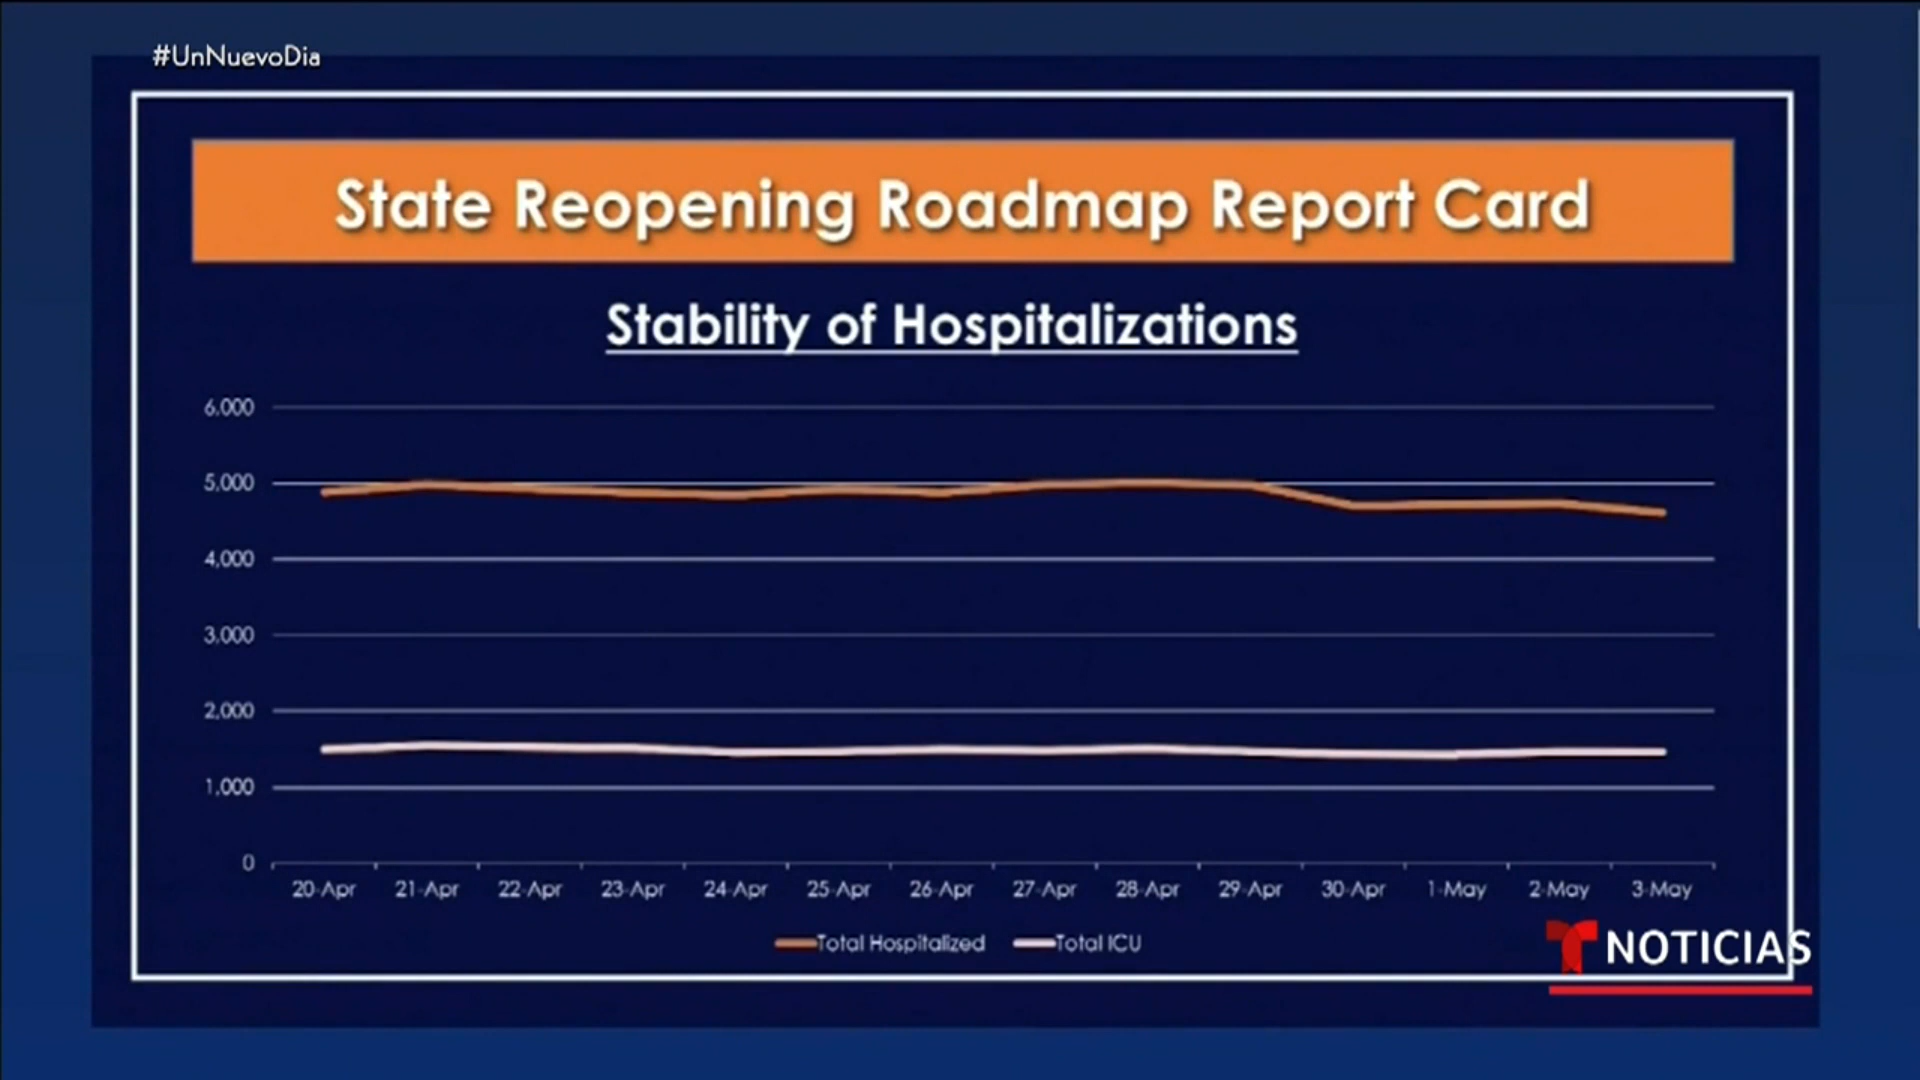 #UnNuevoDia
State Reopening Roadmap Report Card
Stability of Hospitalizations
6,000
5,000
4,000
3,000
2,000
1,000
0
20-Apr 21-Apr 22-Apr 23-Apr 24-Apr 25-Apr 26-Apr 27-Apr 28-Apr 29-Apr 30-Apr 1-May 2-May 3-May
Total Hospitalized Total ICU
NOTICIAS